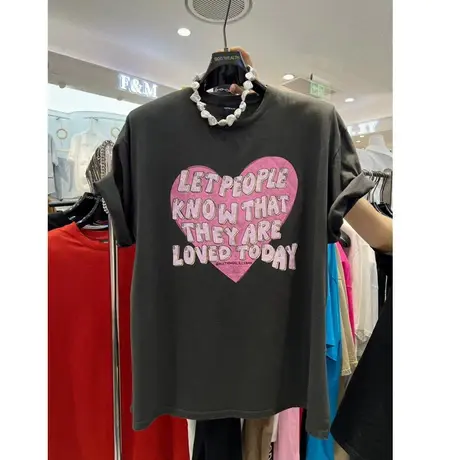 F&M
LET PEOPLE
KNOW THAT
THEY ARE
LOVED TODAY